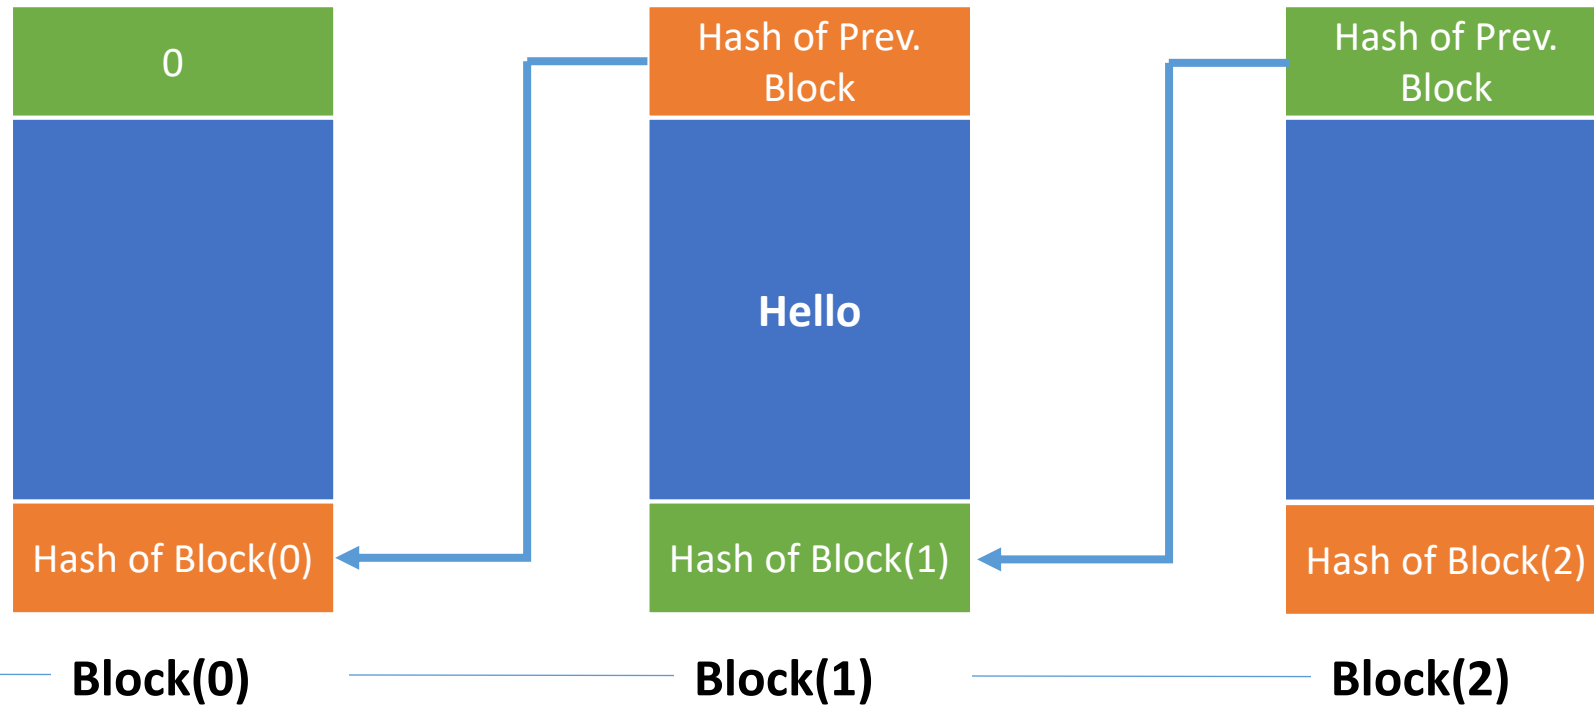 0
Hash of Prev.
Block
Hash of Prev.
Block
Hello
Hash of Block(0)
Hash of Block(1)
Hash of Block(2)
Block(0)
Block(1)
Block(2)